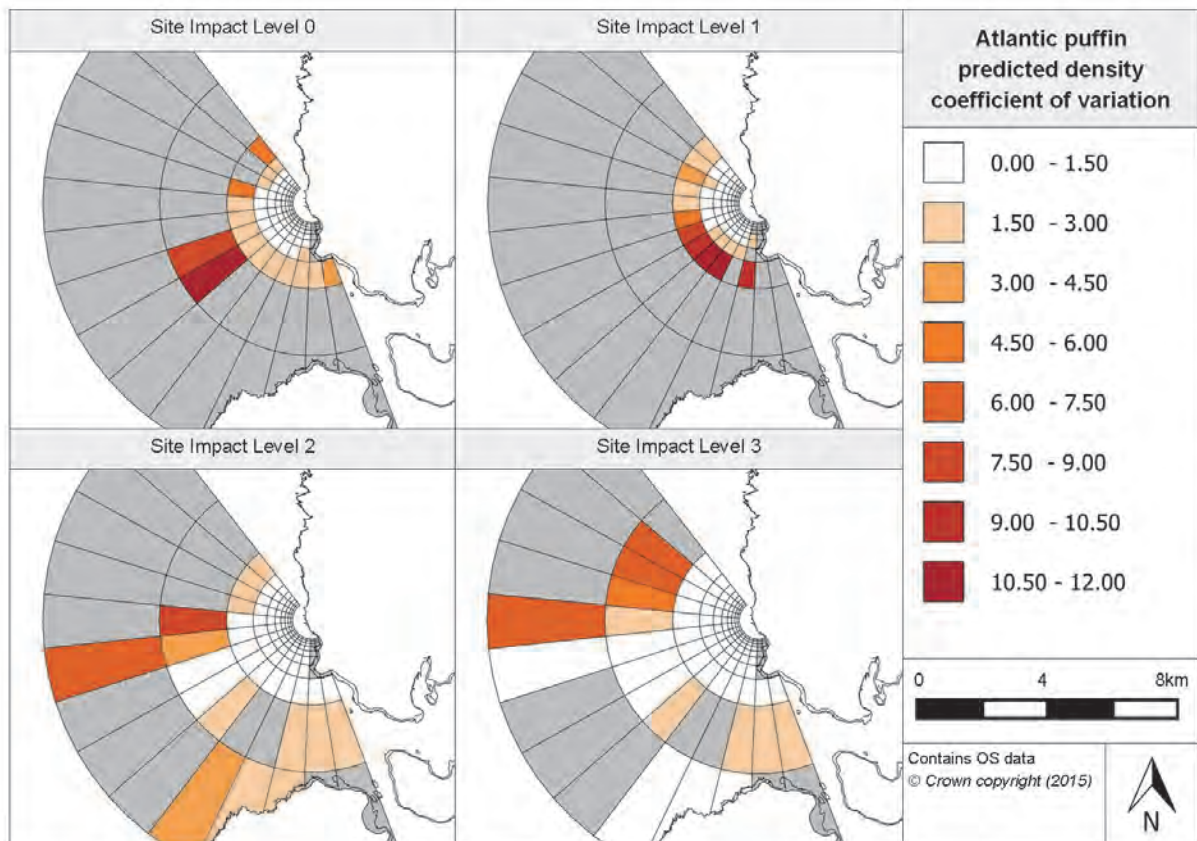 Site Impact Level 0
Site Impact Level 1
Site Impact Level 2
Site Impact Level 3
Atlantic puffin
predicted density
coefficient of variation
0.00 - 1.50
1.50 - 3.00
3.00 - 4.50
4.50 - 6.00
6.00 - 7.50
7.50 - 9.00
9.00 - 10.50
10.50 - 12.00
0 4 8km
Contains OS data
© Crown copyright (2015)
N